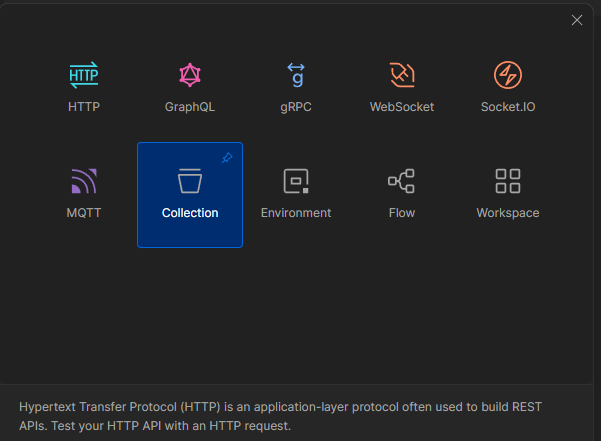 HTTP
HTTP
GraphQL
g
gRPC
WebSocket
Socket.IO
MQTT
Collection
Environment
Flow
Workspace
Hypertext Transfer Protocol (HTTP) is an application-layer protocol often used to build REST
APIs. Test your HTTP API with an HTTP request.